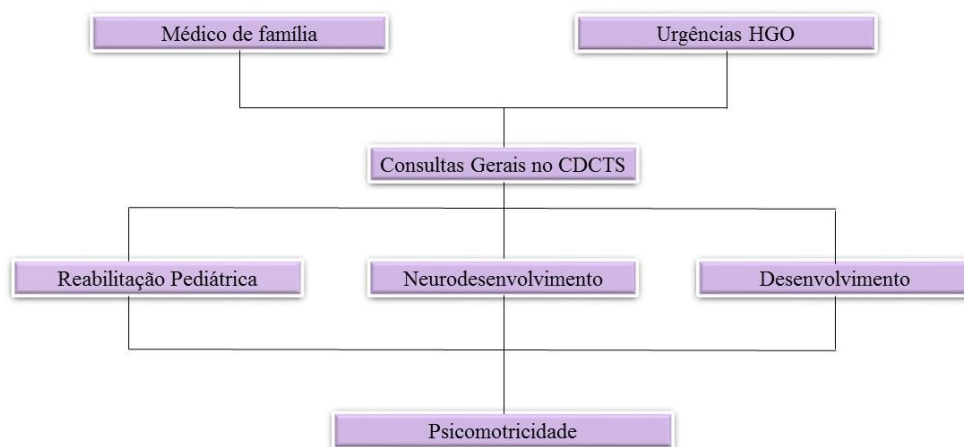 Médico de família
Urgências HGO
Consultas Gerais no CDCTS
Reabilitação Pediátrica
Neurodesenvolvimento
Desenvolvimento
Psicomotricidade